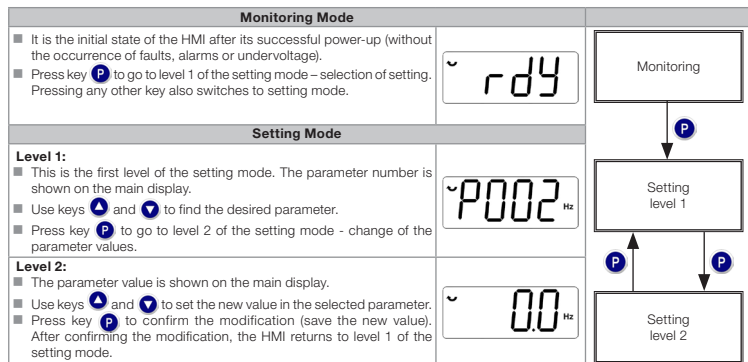 Monitoring Mode
It is the initial state of the HMI after its successful power-up (without
the occurrence of faults, alarms or undervoltage).
Press key P to go to level 1 of the setting mode – selection of setting.
Pressing any other key also switches to setting mode.
rdy
Setting Mode
Level 1:
This is the first level of the setting mode. The parameter number is
shown on the main display.
Use keys and to find the desired parameter.
Press key P to go to level 2 of the setting mode - change of the
parameter values.
P002 Hz
Level 2:
The parameter value is shown on the main display.
Use keys and to set the new value in the selected parameter.
Press key P to confirm the modification (save the new value).
After confirming the modification, the HMI returns to level 1 of the
setting mode.
0.0 Hz
Monitoring
P
Setting
level 1
P P
Setting
level 2